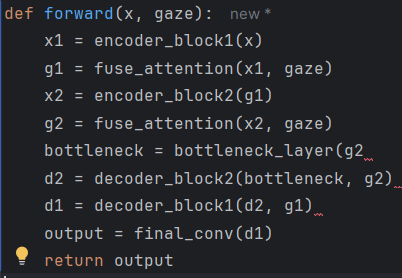 def forward(x, gaze): new *
    x1 = encoder_block1(x)
    g1 = fuse_attention(x1, gaze)
    x2 = encoder_block2(g1)
    g2 = fuse_attention(x2, gaze)
    bottleneck = bottleneck_layer(g2
    d2 = decoder_block2(bottleneck, g2)
    d1 = decoder_block1(d2, g1)
    output = final_conv(d1)
    return output